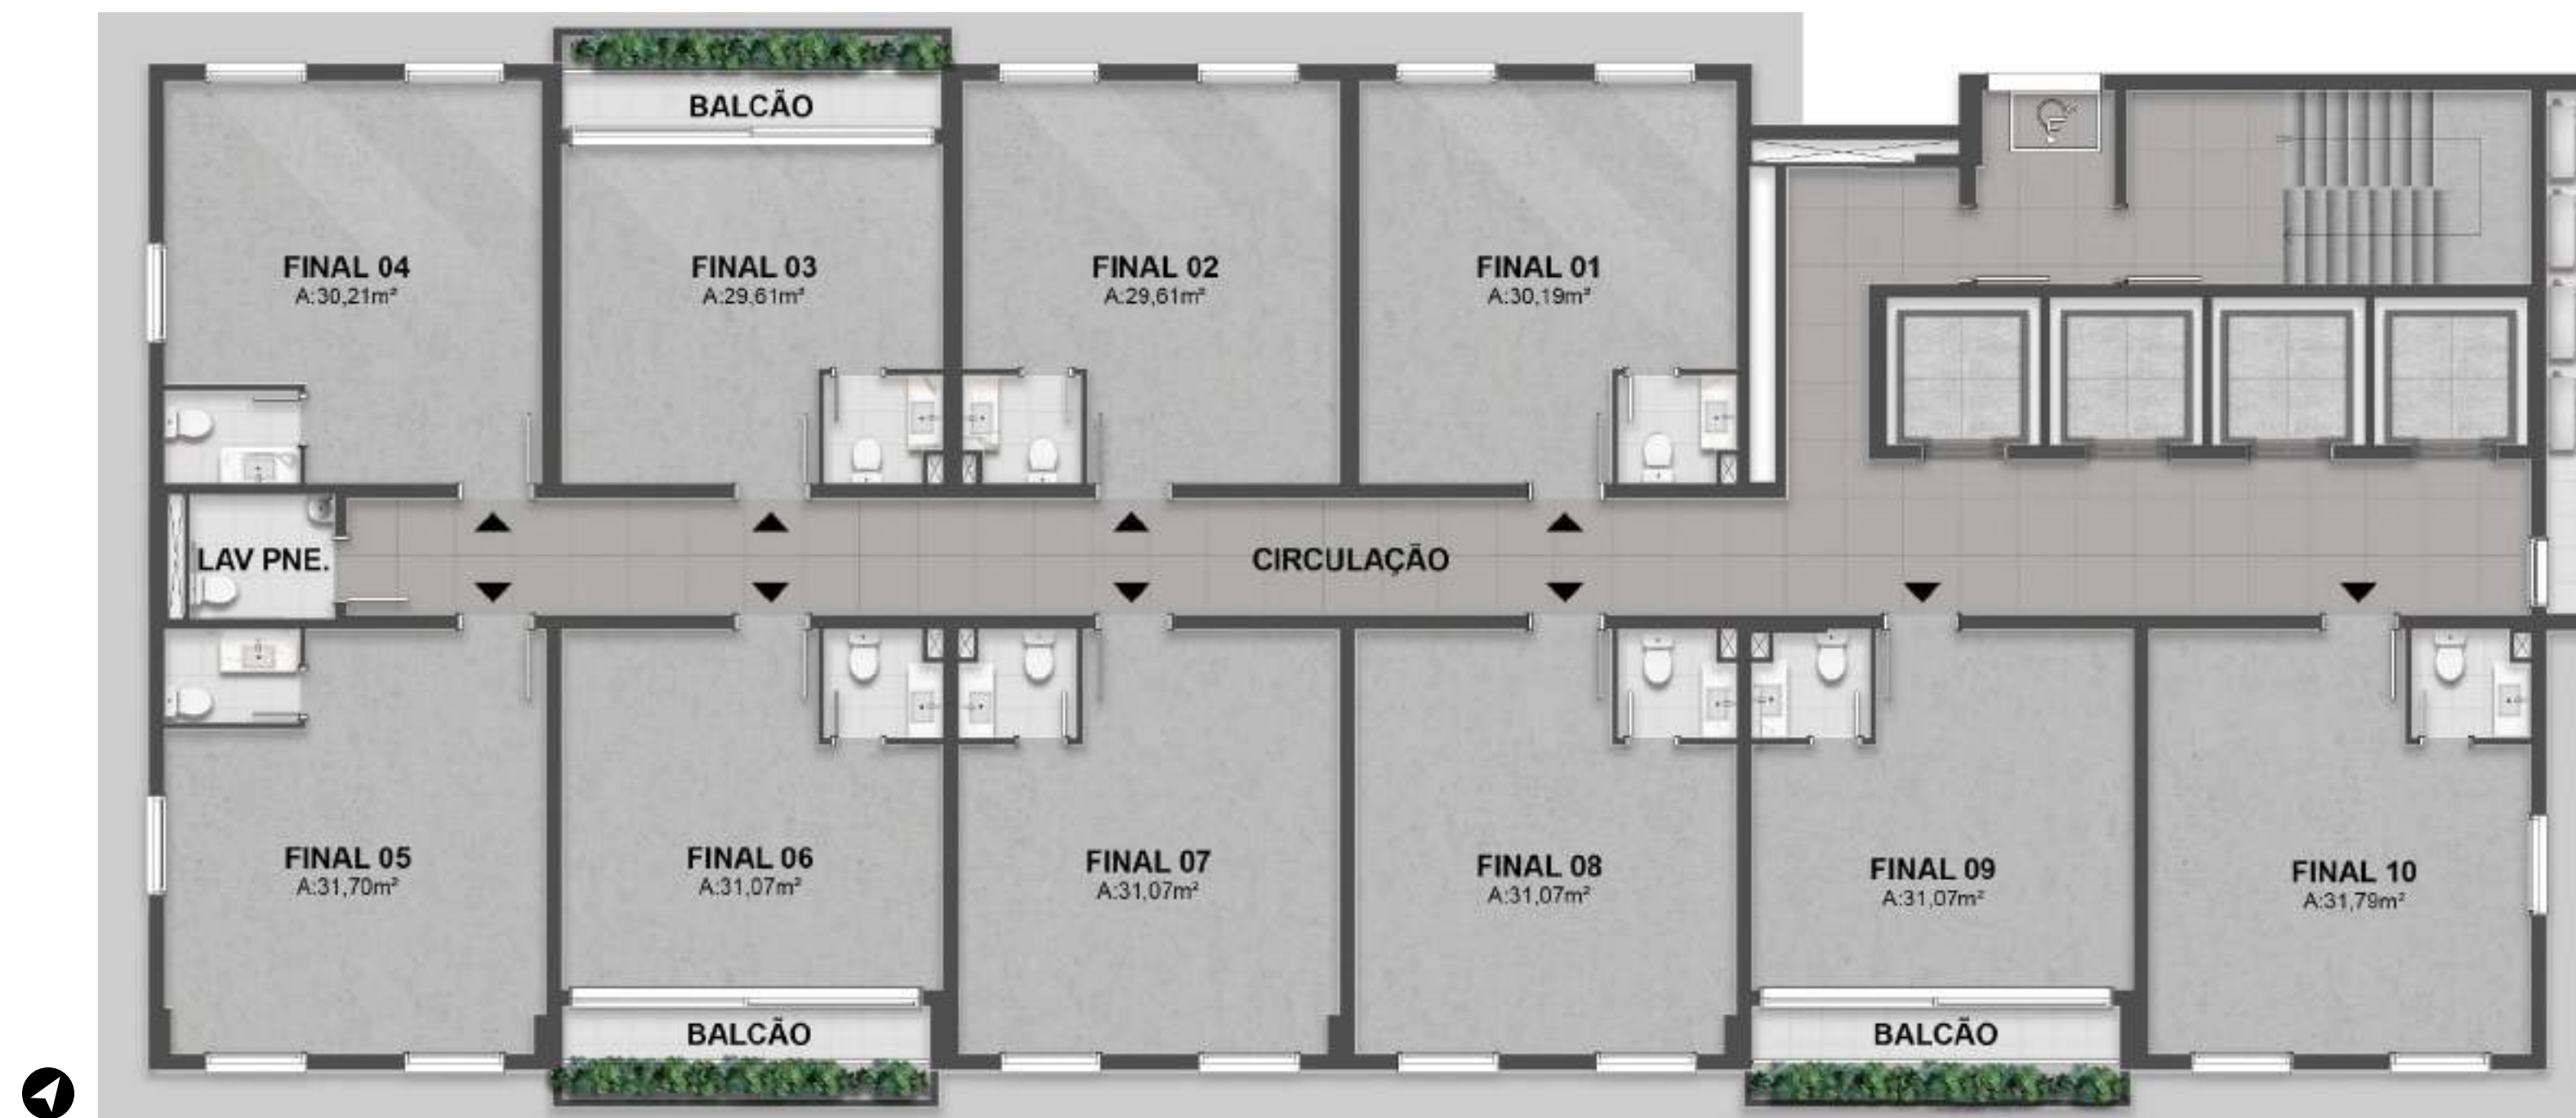 BALCÃO
FINAL 04
A:30,21m²
FINAL 03
A:29,61m²
FINAL 02
A:29,61m²
FINAL 01
A:30,19m²
LAV PNE.
CIRCULAÇÃO
FINAL 05
A:31,70m²
FINAL 06
A:31,07m²
FINAL 07
A:31,07m²
FINAL 08
A:31,07m²
FINAL 09
A:31,07m²
FINAL 10
A:31,79m²
BALCÃO
BALCÃO